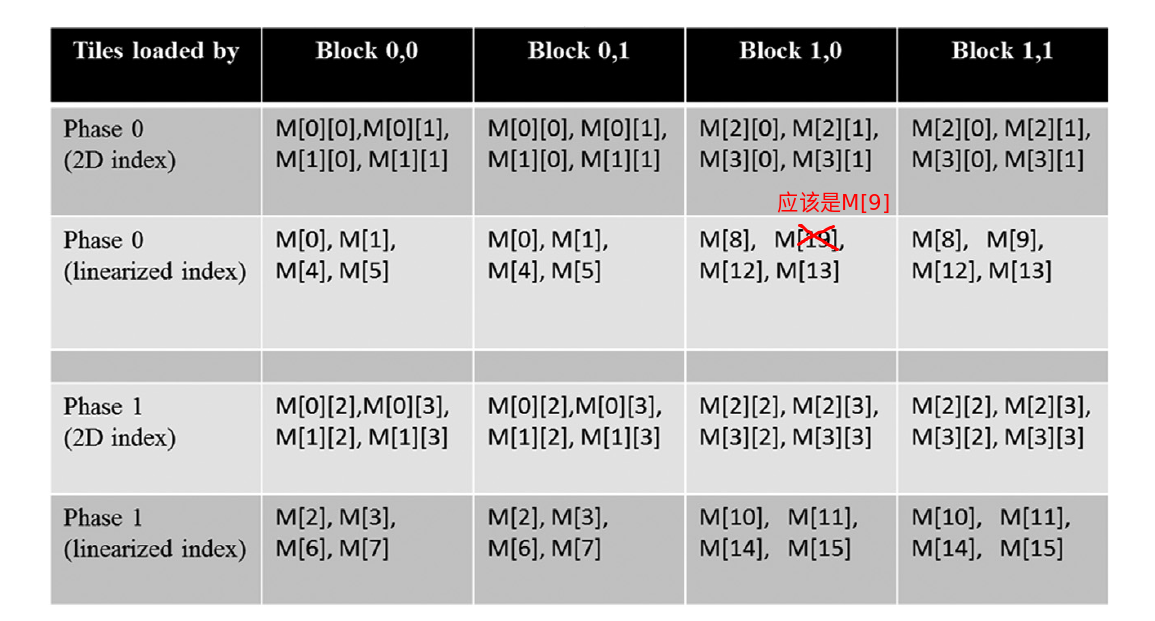 Tiles loaded by Block 0,0 Block 0,1 Block 1,0 Block 1,1
Phase 0 M[0][0],M[0][1], M[0][0], M[0][1], M[2][0], M[2][1], M[2][0], M[2][1],
(2D index) M[1][0], M[1][1] M[1][0], M[1][1] M[3][0], M[3][1] M[3][0], M[3][1]
应该是M[9]
Phase 0 M[0], M[1], M[0], M[1], M[8], M[19], M[8], M[9],
(linearized index) M[4], M[5] M[4], M[5] M[12], M[13] M[12], M[13]
Phase 1 M[0][2],M[0][3], M[0][2],M[0][3], M[2][2], M[2][3], M[2][2], M[2][3],
(2D index) M[1][2], M[1][3] M[1][2], M[1][3] M[3][2], M[3][3] M[3][2], M[3][3]
Phase 1 M[2], M[3], M[2], M[3], M[10], M[11], M[10], M[11],
(linearized index) M[6], M[7] M[6], M[7] M[14], M[15] M[14], M[15]